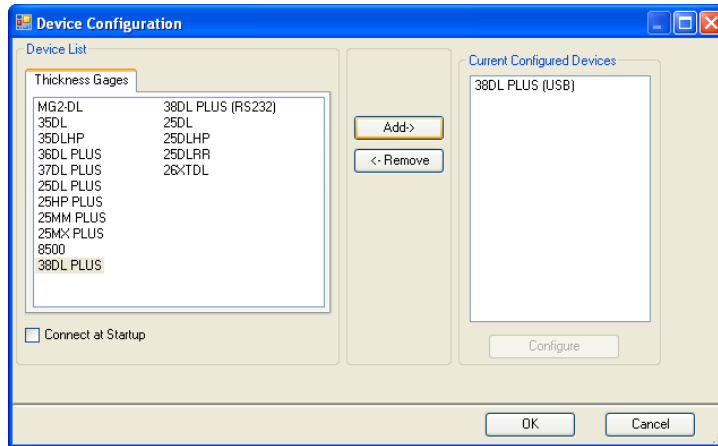 Device Configuration
Device List
Thickness Gages
MG2-DL
35DL
35DLHP
36DL PLUS
37DL PLUS
25DL PLUS
25HP PLUS
25MM PLUS
25MX PLUS
8500
38DL PLUS
38DL PLUS (RS232)
25DL
25DLHP
25DLRR
26XTDL
Connect at Startup
Add->
<- Remove
Current Configured Devices
38DL PLUS (USB)
Configure
OK
Cancel